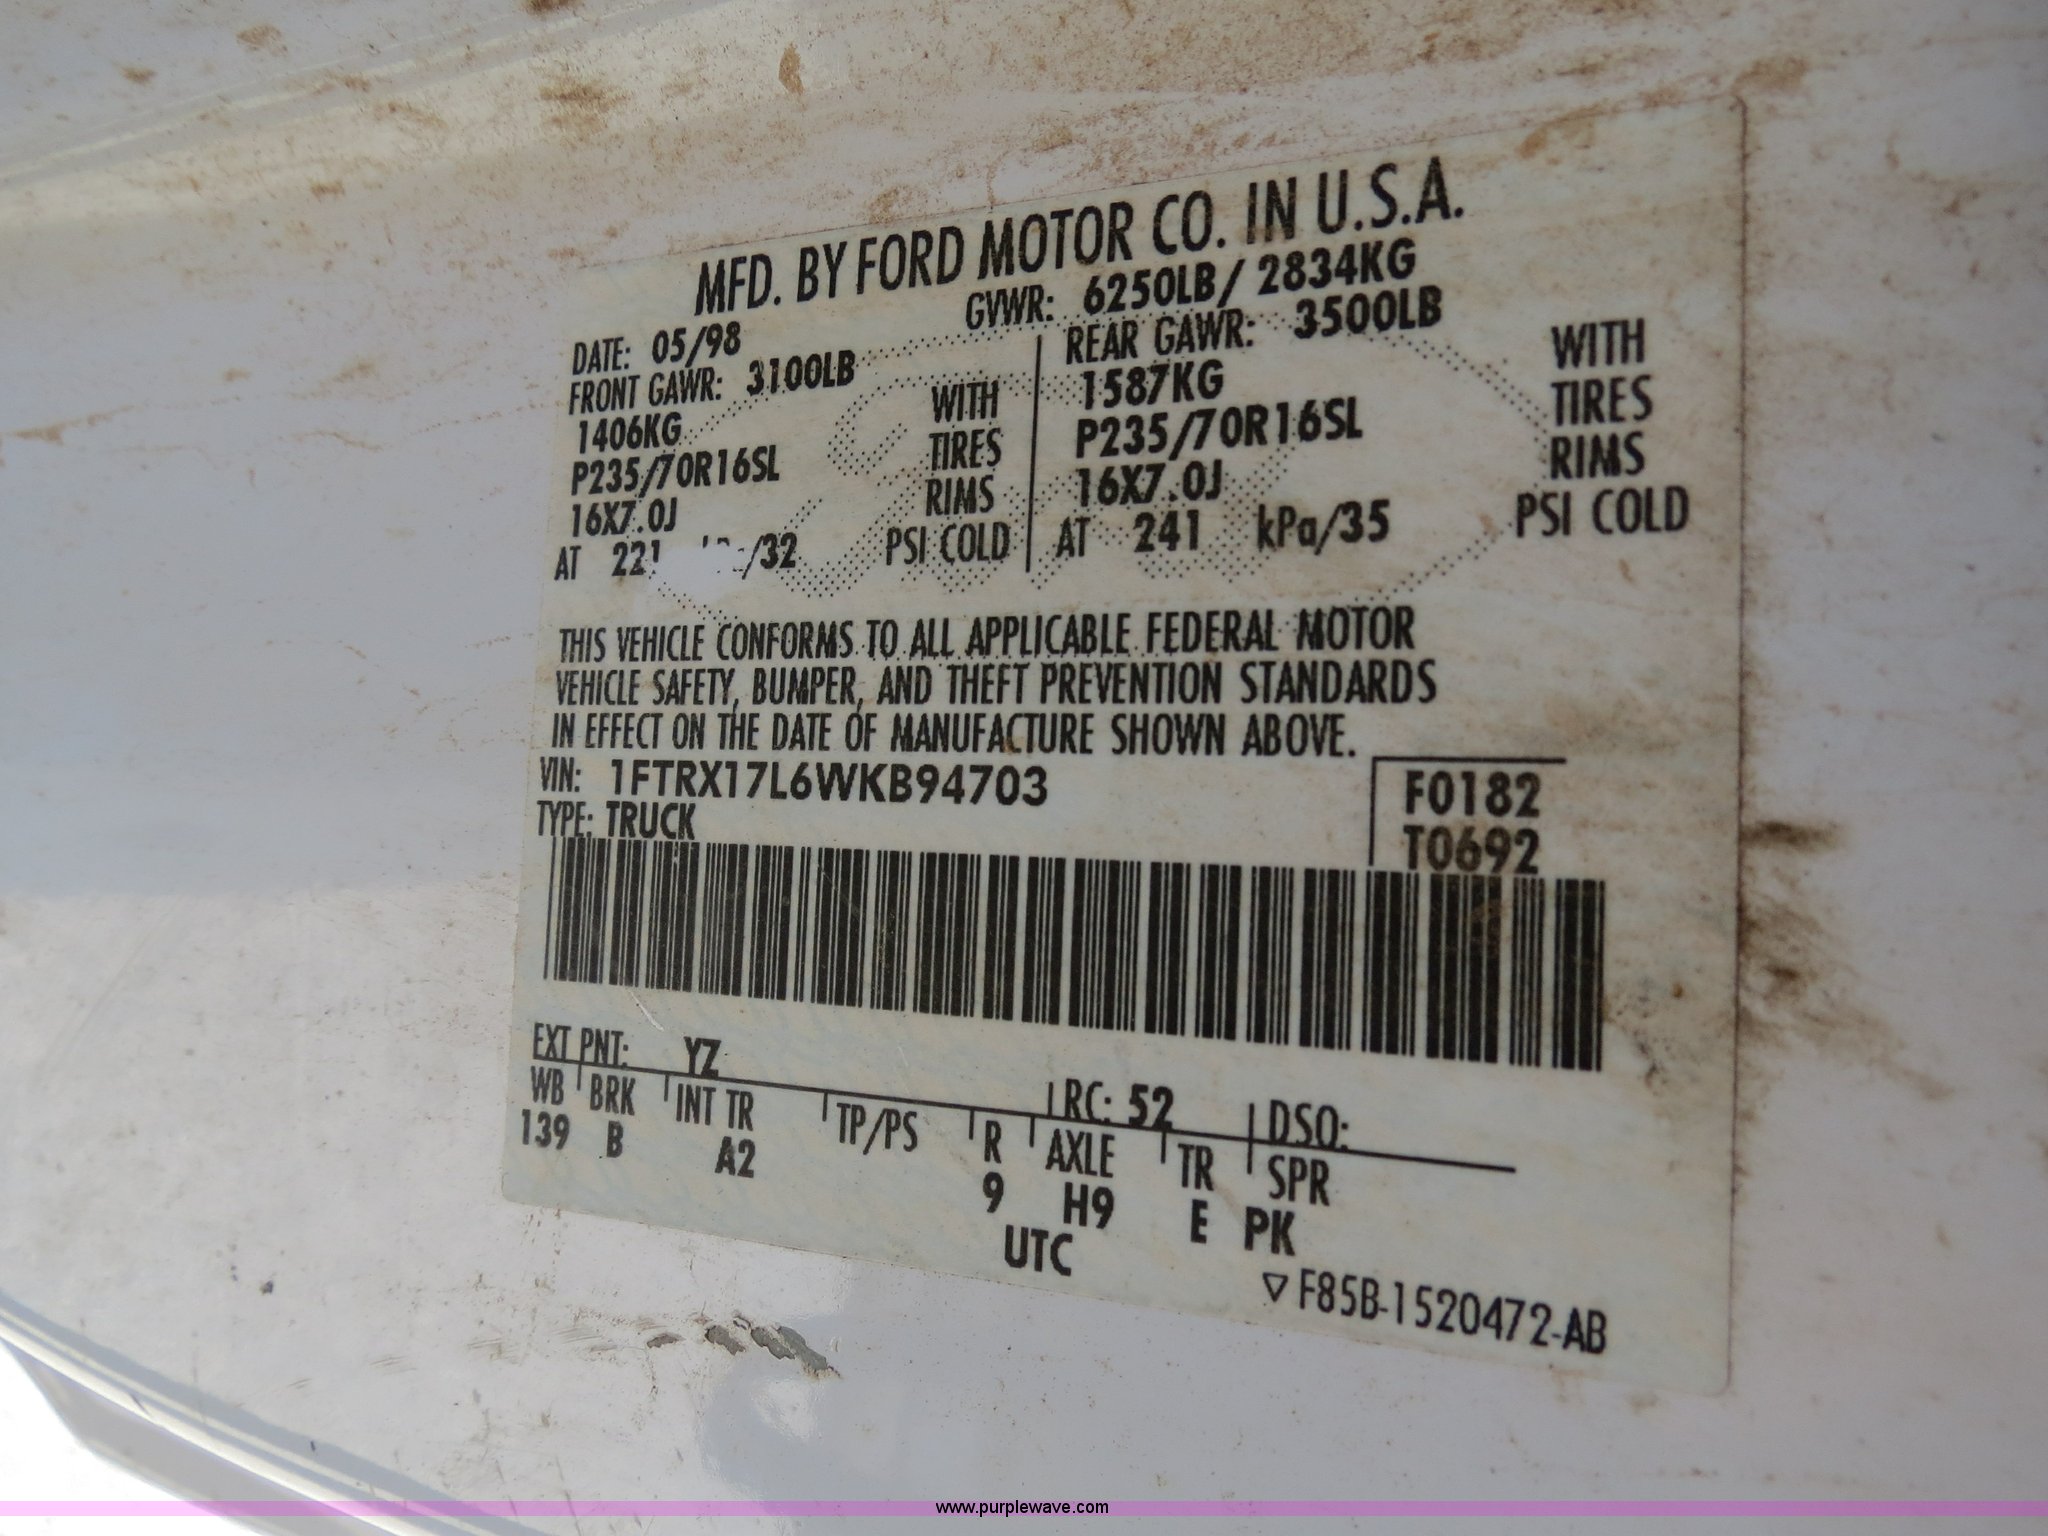 MFD. BY FORD MOTOR CO. IN U.S.A.
DATE: 05/98 GVWR: 6250LB/ 2834KG
FRONT GAWR: 3100LB REAR GAWR: 3500LB
1406KG WITH 1587KG WITH
P235/70R16SL TIRES P235/70R16SL TIRES
16X7.0J RIMS 16X7.0J RIMS
AT 221 /32 PSI COLD AT 241 kPa/35 PSI COLD
THIS VEHICLE CONFORMS TO ALL APPLICABLE FEDERAL MOTOR
VEHICLE SAFETY, BUMPER, AND THEFT PREVENTION STANDARDS
IN EFFECT ON THE DATE OF MANUFACTURE SHOWN ABOVE.
VIN: 1FTRX17L6WKB94703 F0182
TYPE: TRUCK T0692
EXT PNT: YZ RC: 52 DSO:
WB BRK INT TR TP/PS R AXLE TR SPR
139 B A2 9 H9 E PK
UTC
▽ F85B-1520472-AB
www.purplewave.com